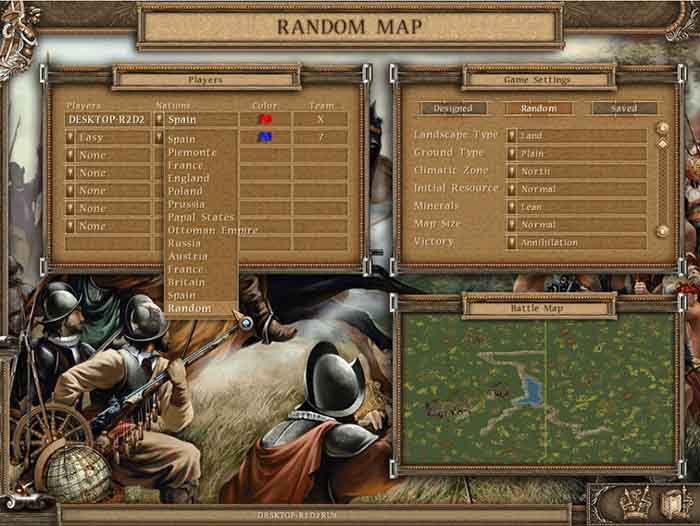 RANDOM MAP
Players
Players Nations Color Team
DESKTOP-R2D2 Spain X
Easy Spain ?
None Piemonte
None France
None England
None Poland
None Prussia
Papal States
Ottoman Empire
Russia
Austria
France
Britain
Spain
Random
Game Settings
Designed Random Saved
Landscape Type Land
Ground Type Plain
Climatic Zone North
Initial Resource Normal
Minerals Lean
Map Size Normal
Victory Annihilation
Battle Map